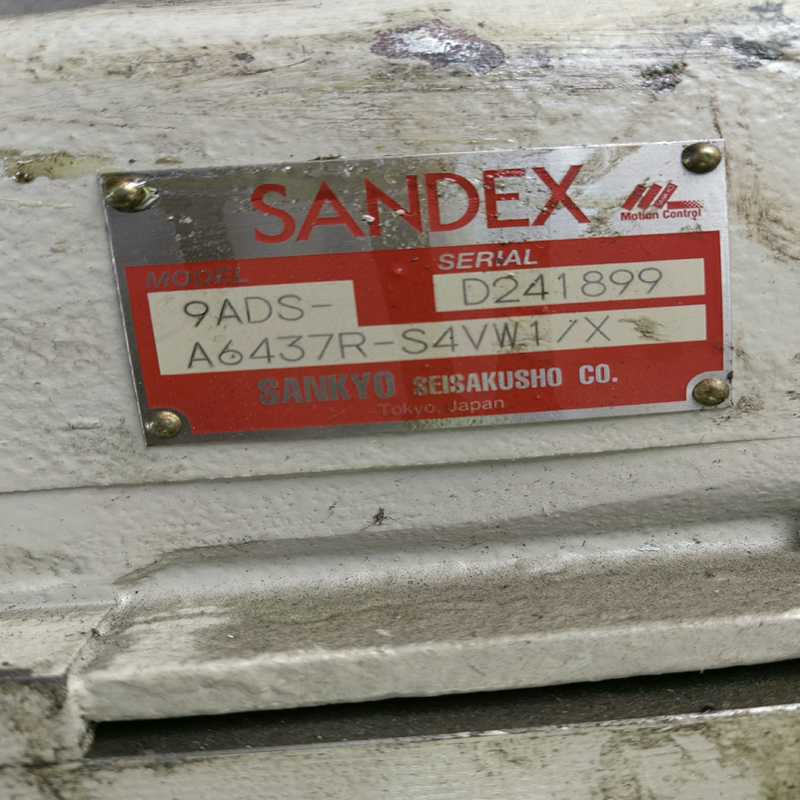 SANDEX
Motion Control
MODEL
SERIAL
9ADS-
D241899
A6437R-S4VW1/X
SANKYO SEISAKUSHO CO.
Tokyo, Japan